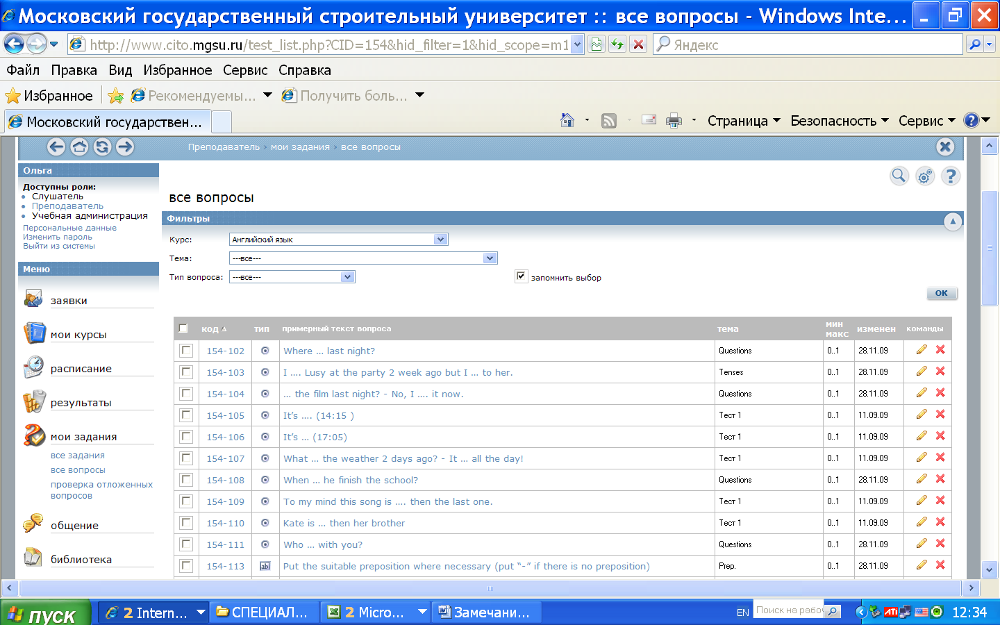 Московский государственный строительный университет :: все вопросы - Windows Inte...
http://www.cito.mgsu.ru/test_list.php?CID=154&hid_filter=1&hid_scope=m1
Яндекс
Файл Правка Вид Избранное Сервис Справка
Избранное Рекомендуемы... Получить боль...
Московский государствен... Страница Безопасность Сервис
Преподаватель › мои задания › все вопросы
Ольга
Доступны роли:
Слушатель
Преподаватель
Учебная администрация
Персональные данные
Изменить пароль
Выйти из системы
Меню
заявки
мои курсы
расписание
результаты
мои задания
все задания
все вопросы
проверка отложенных
вопросов
общение
библиотека
все вопросы
Фильтры
Курс: Английский язык
Тема: ---все---
Тип вопроса: ---все--- запомнить выбор
OK
код тип примерный текст вопроса тема мин макс изменен команды
154-102 Where ... last night? Questions 0..1 28.11.09
154-103 I .... Lusy at the party 2 week ago but I ... to her. Tenses 0..1 28.11.09
154-104 ... the film last night? - No, I .... it now. Questions 0..1 28.11.09
154-105 It's .... (14:15 ) Тест 1 0..1 11.09.09
154-106 It's ... (17:05) Тест 1 0..1 11.09.09
154-107 What ... the weather 2 days ago? - It ... all the day! Тест 1 0..1 11.09.09
154-108 When ... he finish the school? Questions 0..1 28.11.09
154-109 To my mind this song is .... then the last one. Тест 1 0..1 11.09.09
154-110 Kate is ... then her brother Тест 1 0..1 11.09.09
154-111 Who ... with you? Questions 0..1 28.11.09
154-113 abl Put the suitable preposition where necessary (put “-” if there is no preposition) Prep. 0..1 28.11.09
пуск 2 Intern... СПЕЦИАЛ... 2 Micro... Замечани... EN Поиск на рабоч ATI 12:34